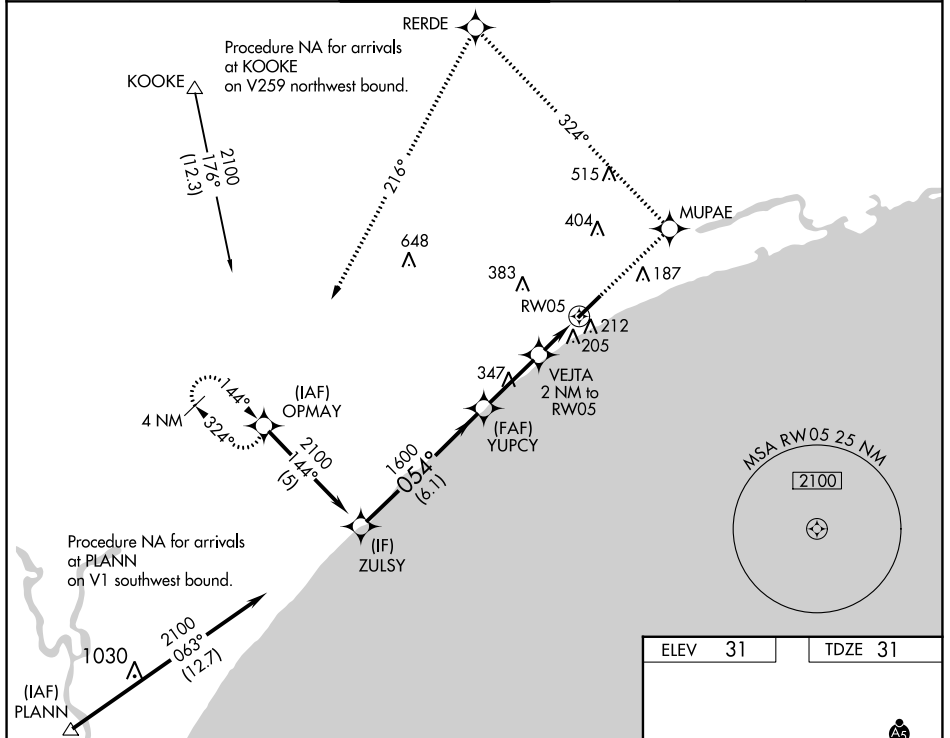 RERDE
Procedure NA for arrivals
at KOOKE
on V259 northwest bound.
KOOKE
2100
176°
(12.3)
216°
324°
515
404
MUPAE
648
383
187
RW05
212
205
347
VEJTA
2 NM to
RW05
(IAF)
OPMAY
144°
4 NM
324°
(FAF)
YUPCY
2100
144°
(5)
1600
054°
(6.1)
MSA RW05 25 NM
2100
(IF)
ZULSY
Procedure NA for arrivals
at PLANN
on V1 southwest bound.
2100
063°
(12.7)
1030
(IAF)
PLANN
ELEV 31
TDZE 31
A5